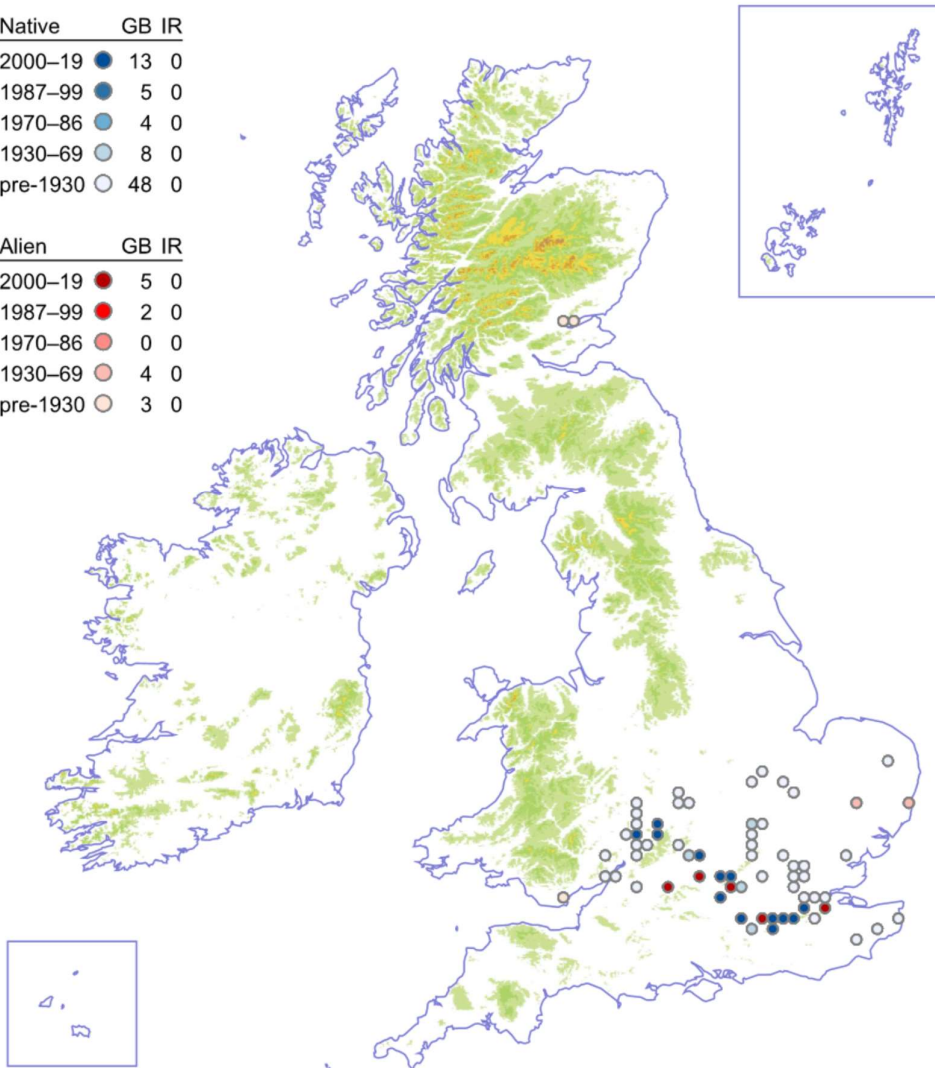 Native GB IR
2000–19 13 0
1987–99 5 0
1970–86 4 0
1930–69 8 0
pre-1930 48 0
Alien GB IR
2000–19 5 0
1987–99 2 0
1970–86 0 0
1930–69 4 0
pre-1930 3 0